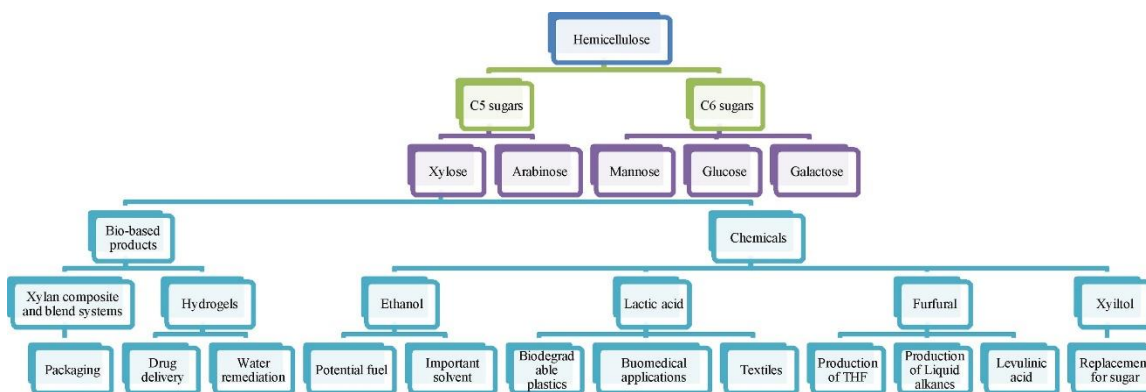 Hemicellulose
C5 sugars
C6 sugars
Xylose
Arabinose
Mannose
Glucose
Galactose
Bio-based
products
Chemicals
Xylan composite
and blend systems
Hydrogels
Ethanol
Lactic acid
Furfural
Xyiltol
Packaging
Drug
delivery
Water
remediation
Potential fuel
Important
solvent
Biodegrad
able plastics
Buomedical
applications
Textiles
Production
of THF
Production
of Liquid
alkanes
Levulinic
acid
Replacement
for sugar